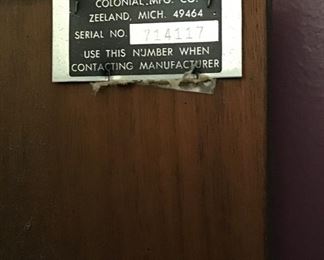 COLONIAL MFG. CO.
ZEELAND, MICH. 49464
SERIAL NO. 714117
USE THIS NUMBER WHEN
CONTACTING MANUFACTURER